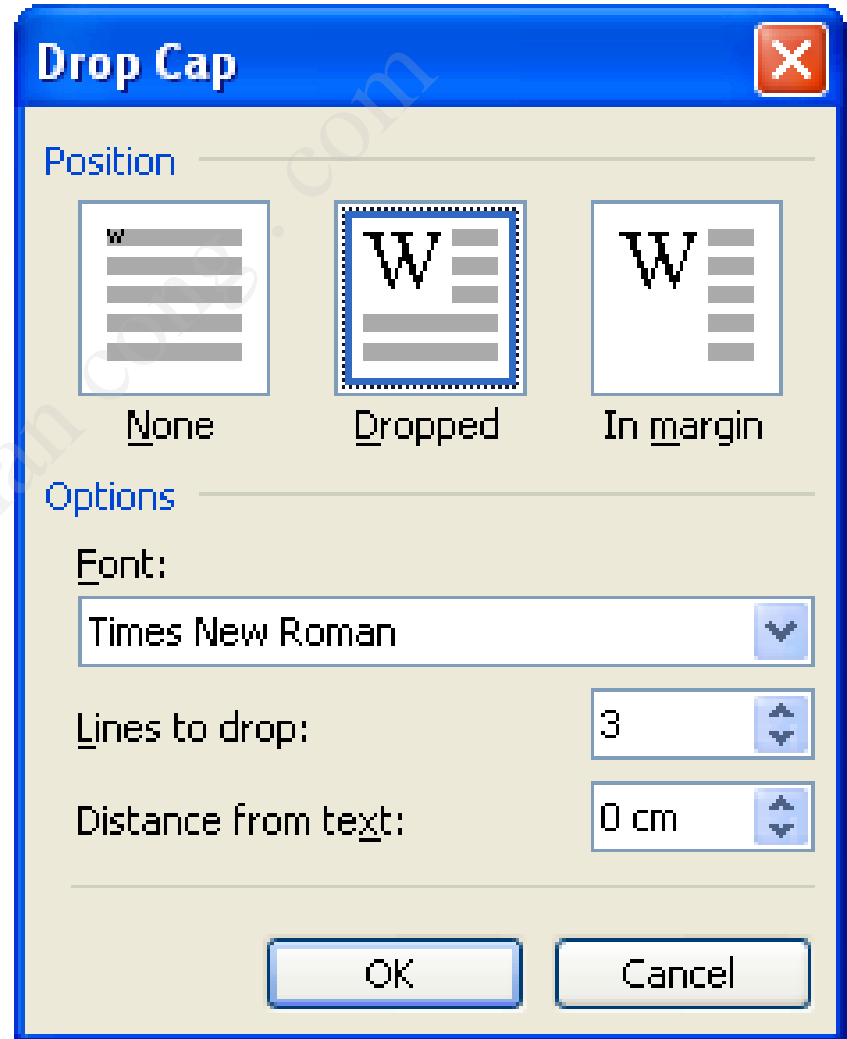 Drop Cap
Position
W
W
W
None
Dropped
In margin
Options
Font:
Times New Roman
Lines to drop:
3
Distance from text:
0 cm
OK
Cancel